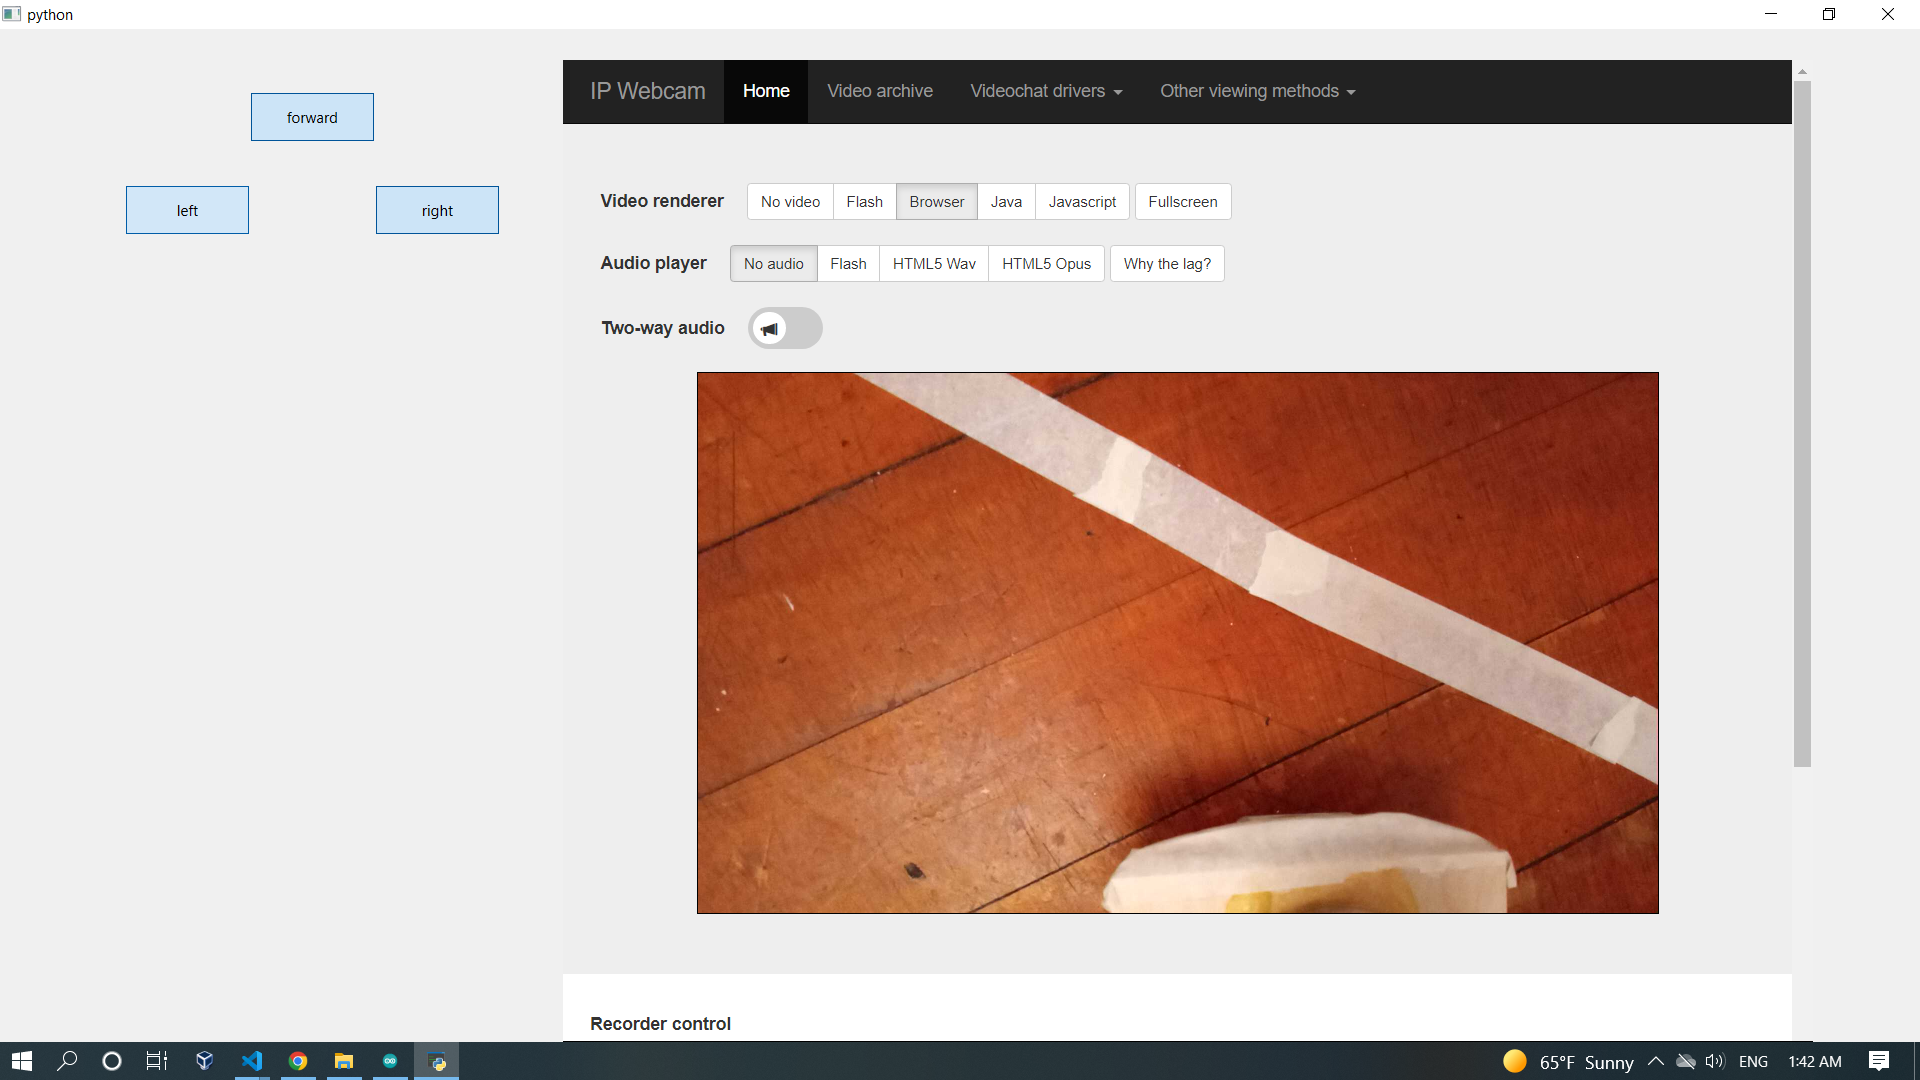 python
forward
left
right
IP Webcam Home Video archive Videochat drivers Other viewing methods
Video renderer No video Flash Browser Java Javascript Fullscreen
Audio player No audio Flash HTML5 Wav HTML5 Opus Why the lag?
Two-way audio
Recorder control
65°F Sunny ENG 1:42 AM